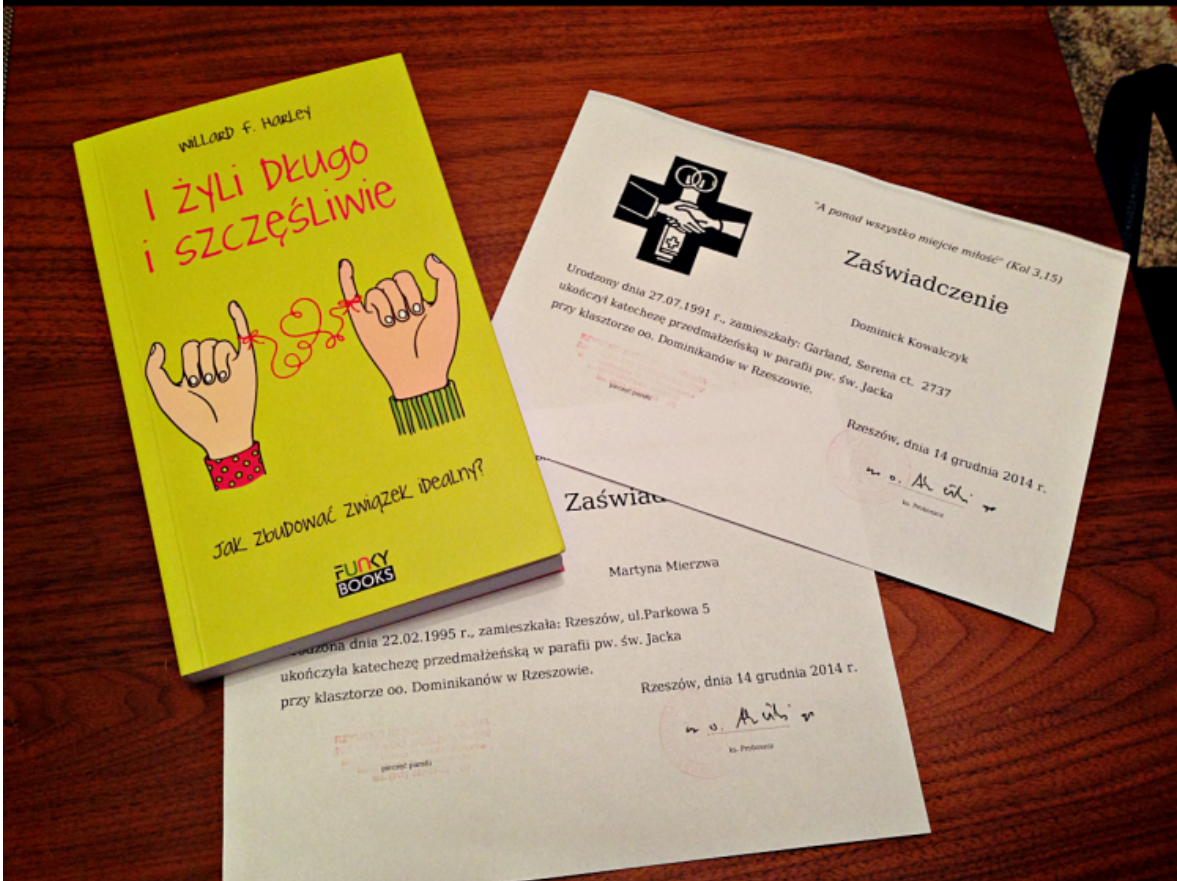 WILLARD F. HARLEY
I ŻYLI DŁUGO
i SZCZĘŚLIWIE
Jak zbudować związek idealny?
FUNKY
BOOKS
"A ponad wszystko miejcie miłość" (Kol 3,15)
Zaświadczenie
Dominick Kowalczyk
Urodzony dnia 27.07.1991 r., zamieszkały: Garland, Serena ct. 2737
ukończył katechezę przedmałżeńską w parafii pw. św. Jacka
przy klasztorze oo. Dominikanów w Rzeszowie.
pieczęć parafii
Rzeszów, dnia 14 grudnia 2014 r.
ks. Proboszcz
Zaświad
Martyna Mierzwa
dnia 22.02.1995 r., zamieszkała: Rzeszów, ul.Parkowa 5
ukończyła katechezę przedmałżeńską w parafii pw. św. Jacka
przy klasztorze oo. Dominikanów w Rzeszowie.
Rzeszów, dnia 14 grudnia 2014 r.
pieczęć parafii
ks. Proboszcz